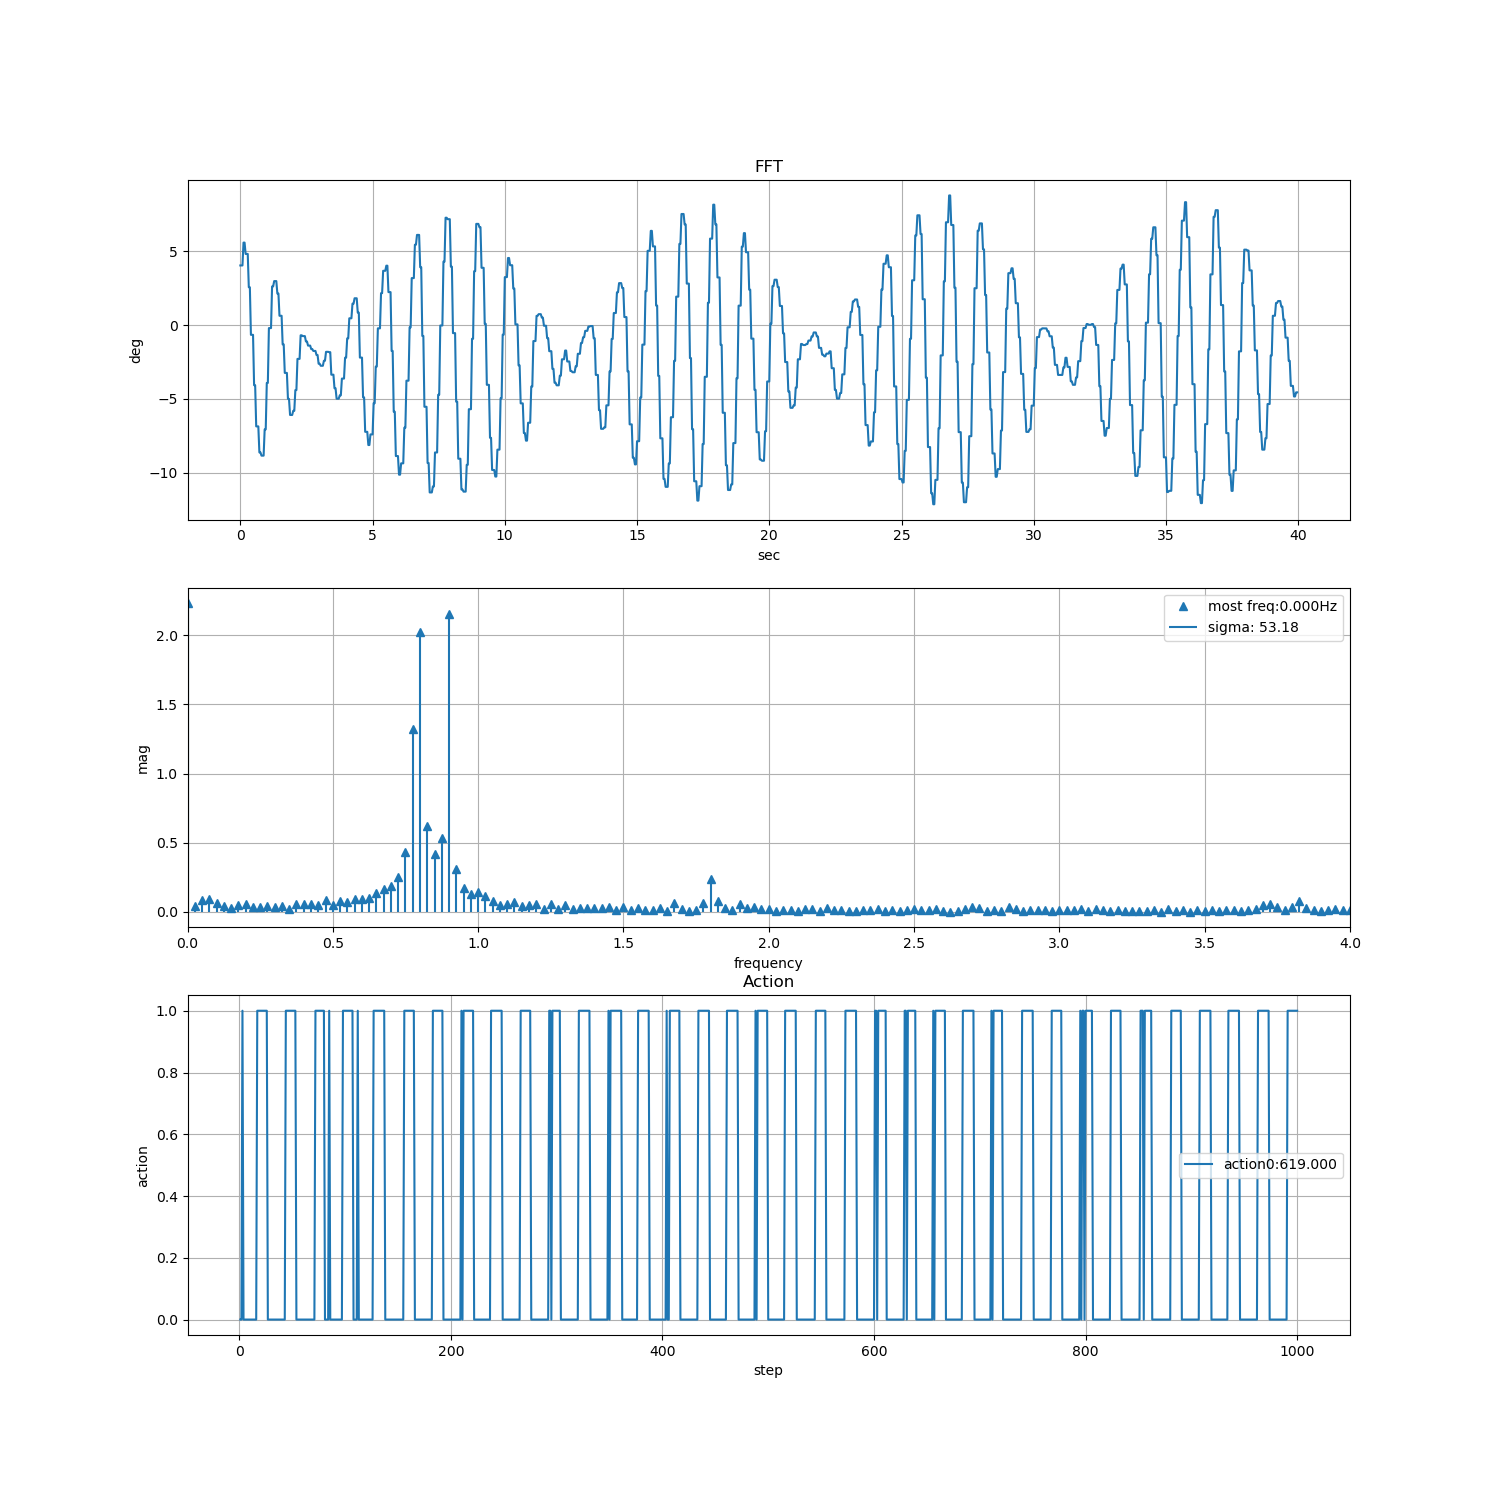 FFT
5
0
−5
−10
deg
0 5 10 15 20 25 30 35 40
sec
most freq:0.000Hz
sigma: 53.18
2.0
1.5
1.0
0.5
0.0
mag
0.0 0.5 1.0 1.5 2.0 2.5 3.0 3.5 4.0
frequency
Action
1.0
0.8
0.6
0.4
0.2
0.0
action
action0:619.000
0 200 400 600 800 1000
step